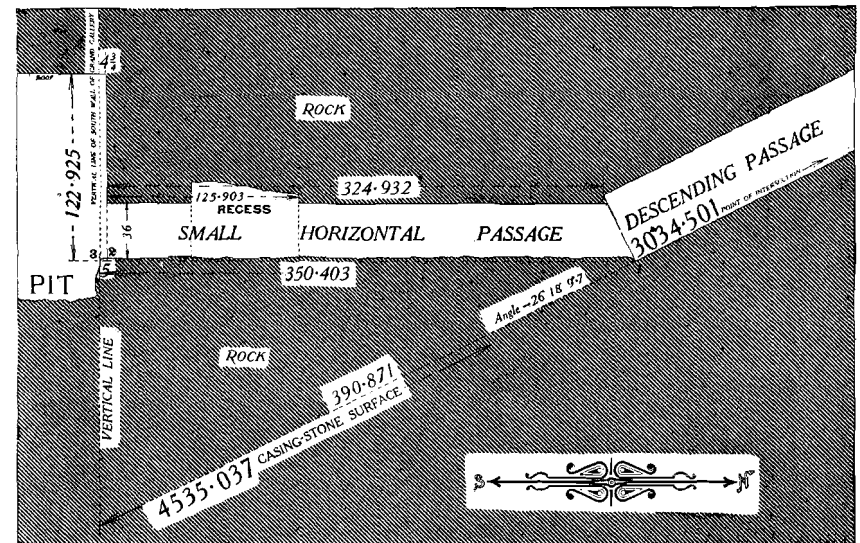 VERTICAL LINE OF SOUTH WALL OF GRAND GALLERY
4
ROOF
122·925
ROCK
324·932
125·903
RECESS
36
SMALL HORIZONTAL PASSAGE
350·403
5
PIT
DESCENDING PASSAGE
3034·501 POINT OF INTERSECTION
Angle – 26° 18' 9·7
ROCK
VERTICAL LINE
390·871
4535·037 CASING-STONE SURFACE
S N